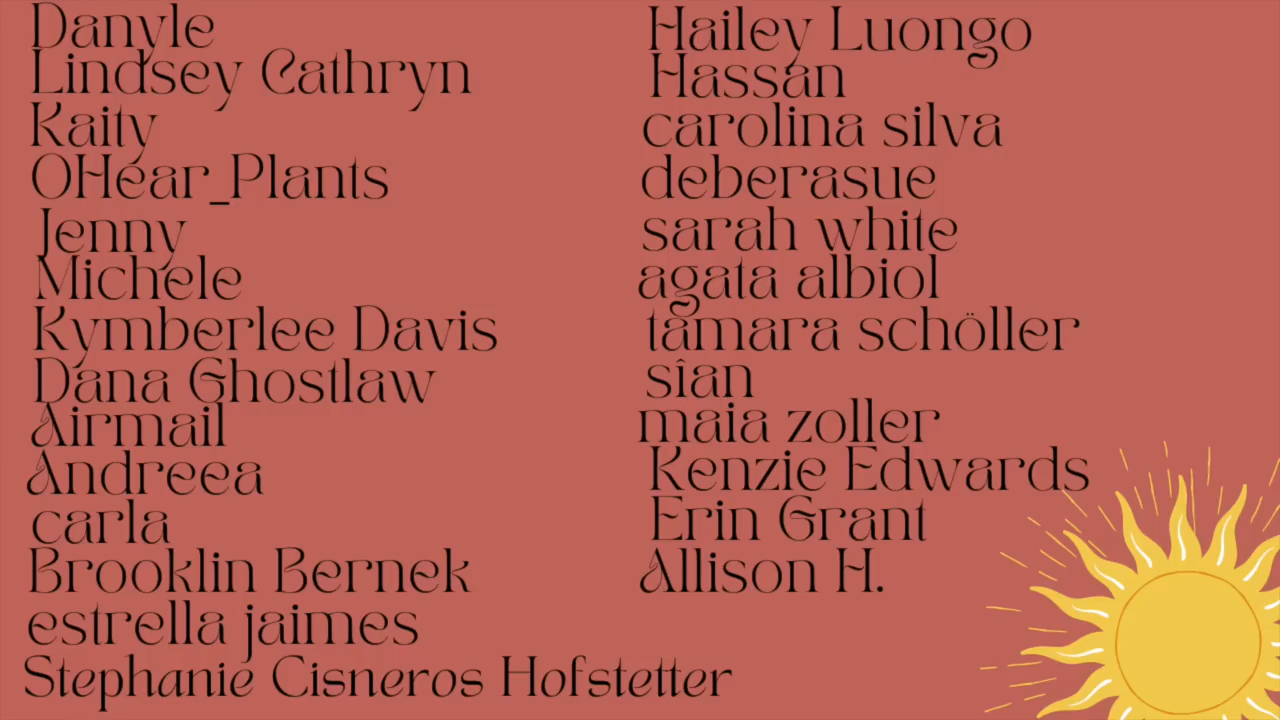 Danyle
Lindsey Cathryn
Kaity
OHear_Plants
Jenny
Michele
Kymberlee Davis
Dana Ghostlaw
Airmail
Andreea
carla
Brooklin Bernek
estrella jaimes
Stephanie Cisneros Hofstetter
Hailey Luongo
Hassan
carolina silva
deberasue
sarah white
agata albiol
tamara schöller
sîan
maia zoller
Kenzie Edwards
Erin Grant
Allison H.